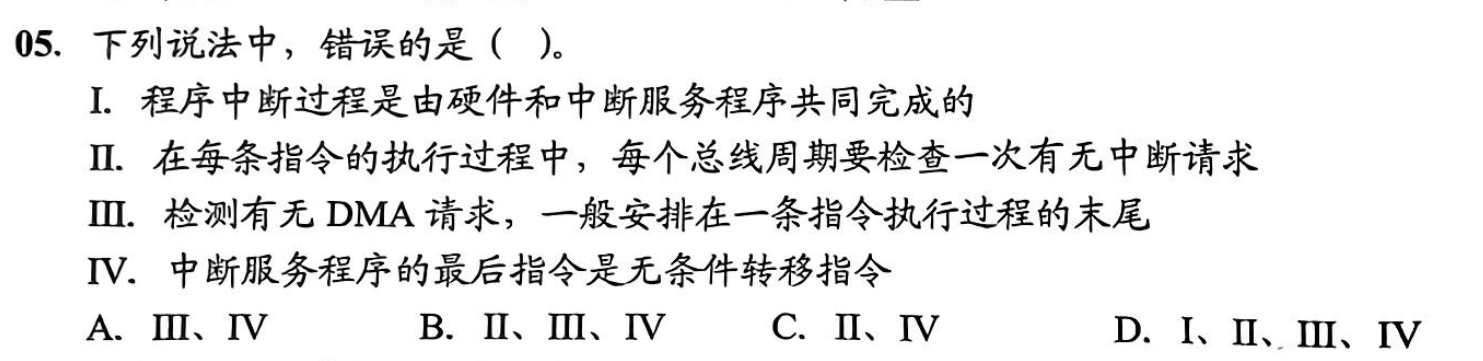 05. 下列说法中，错误的是（ ）。
I. 程序中断过程是由硬件和中断服务程序共同完成的
II. 在每条指令的执行过程中，每个总线周期要检查一次有无中断请求
III. 检测有无 DMA 请求，一般安排在一条指令执行过程的末尾
IV. 中断服务程序的最后指令是无条件转移指令
A. III、IV B. II、III、IV C. II、IV D. I、II、III、IV